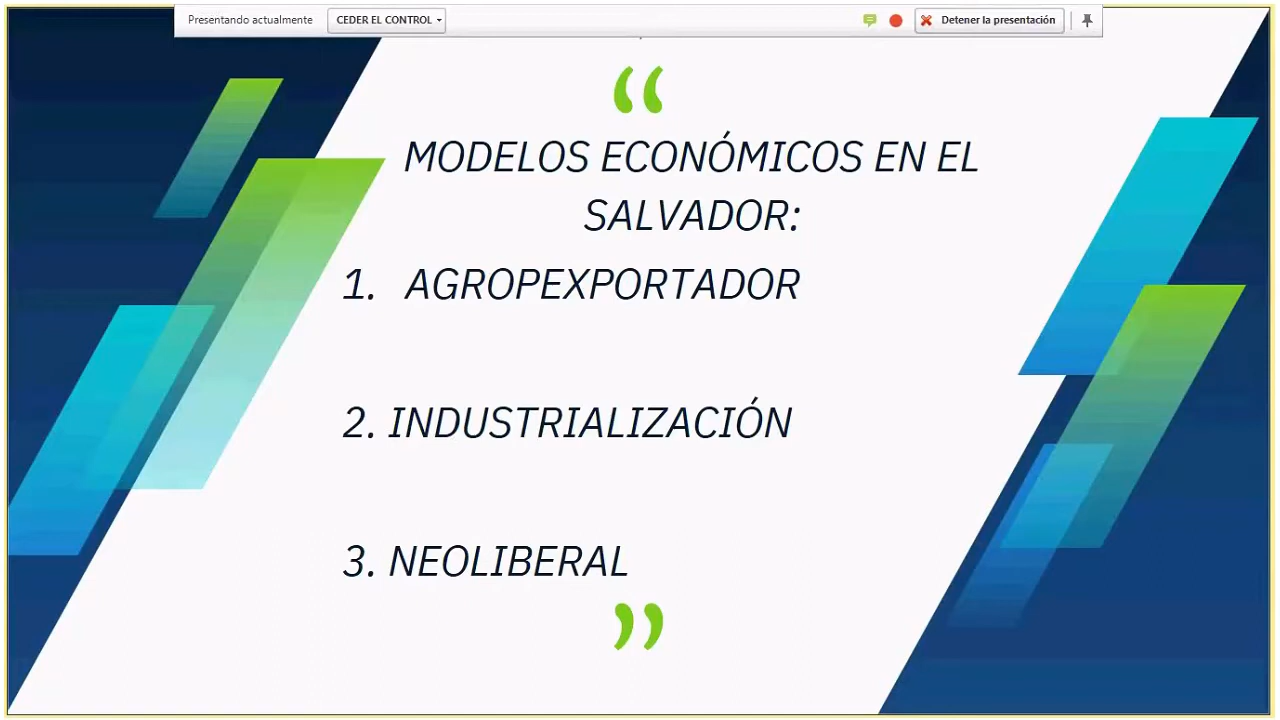 Presentando actualmente CEDER EL CONTROL Detener la presentación
“
MODELOS ECONÓMICOS EN EL
SALVADOR:
1. AGROPEXPORTADOR
2. INDUSTRIALIZACIÓN
3. NEOLIBERAL
”